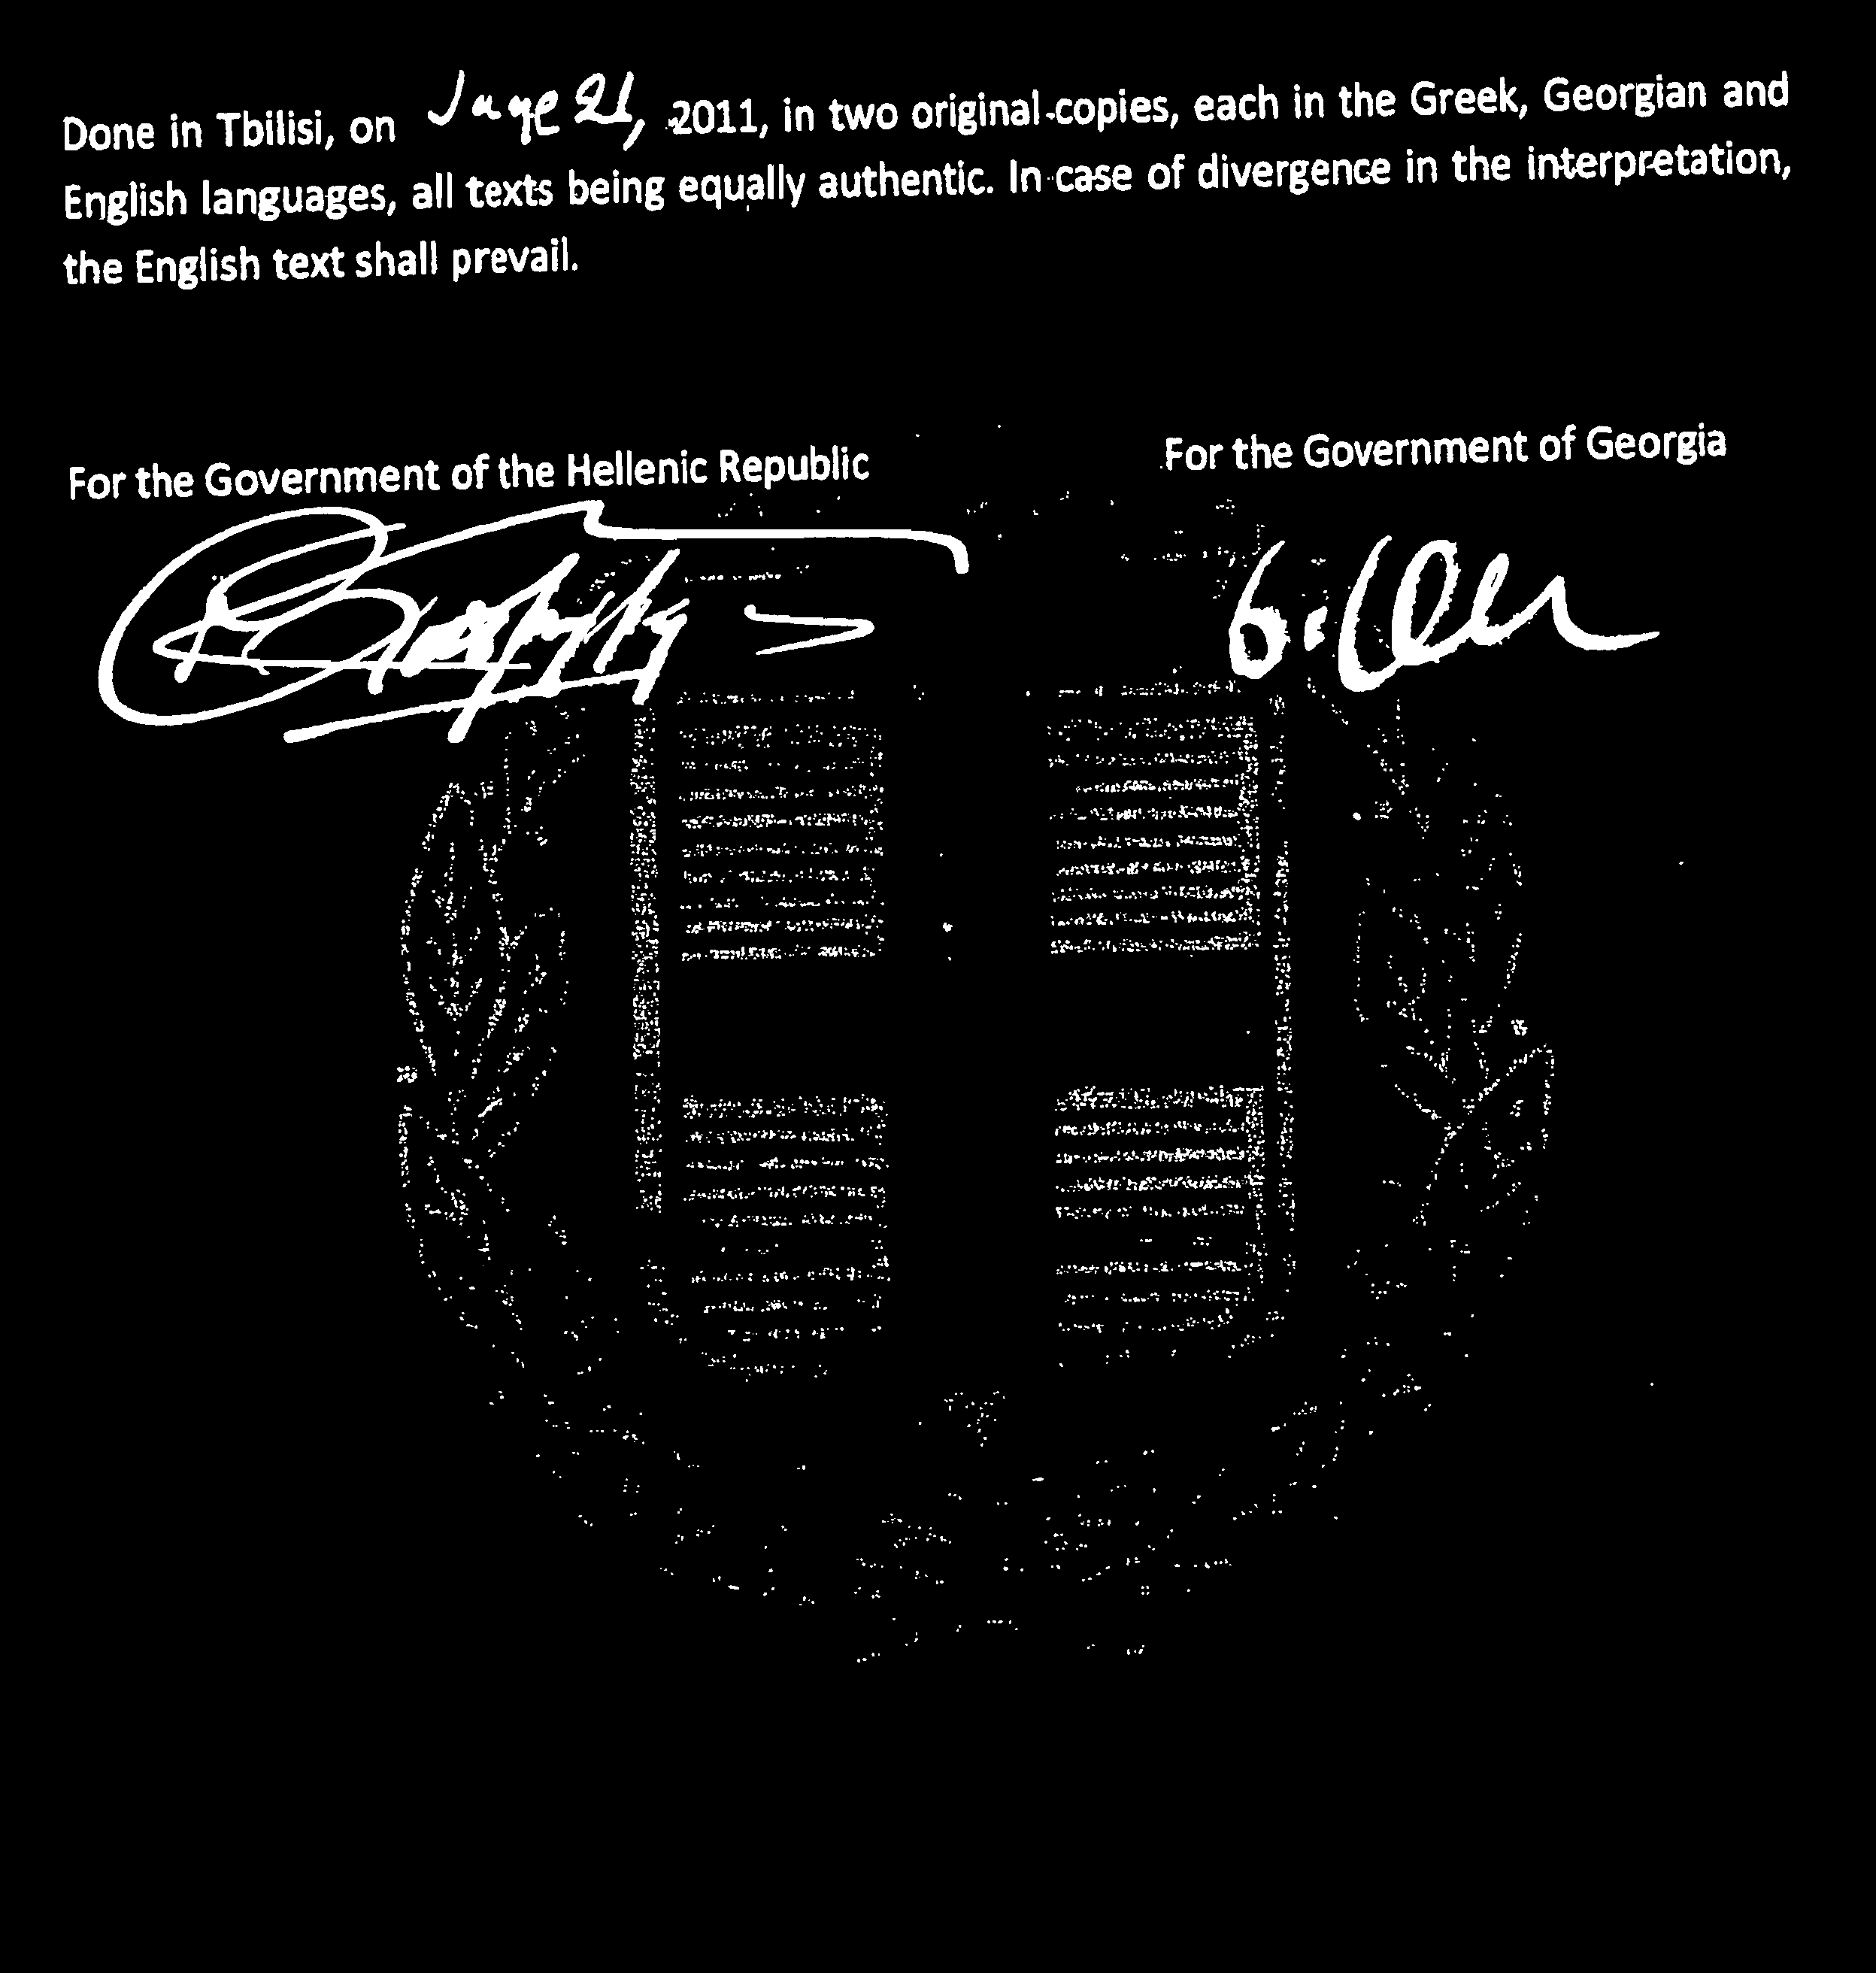 Done in Tbilisi, on June 21, 2011, in two original copies, each in the Greek, Georgian and
English languages, all texts being equally authentic. In case of divergence in the interpretation,
the English text shall prevail.
For the Government of the Hellenic Republic For the Government of Georgia